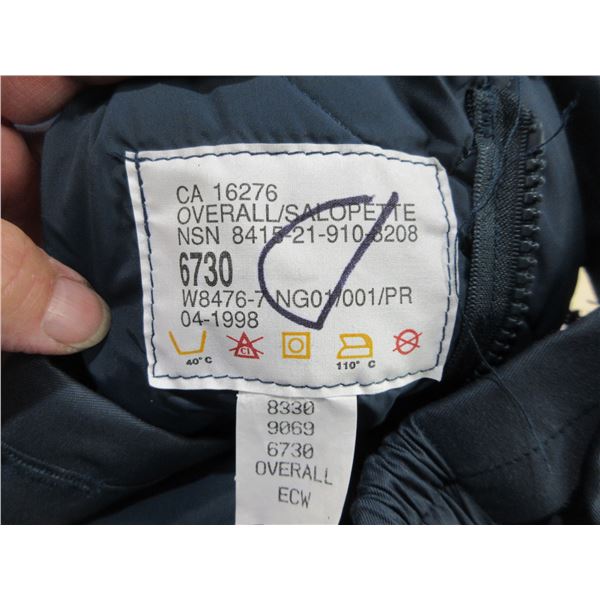 CA 16276
OVERALL/SALOPETTE
NSN 8415-21-910-8208
6730
W8476-7 NG01/001/PR
04-1998
40° C
Cl
110° C
8330
9069
6730
OVERALL
ECW